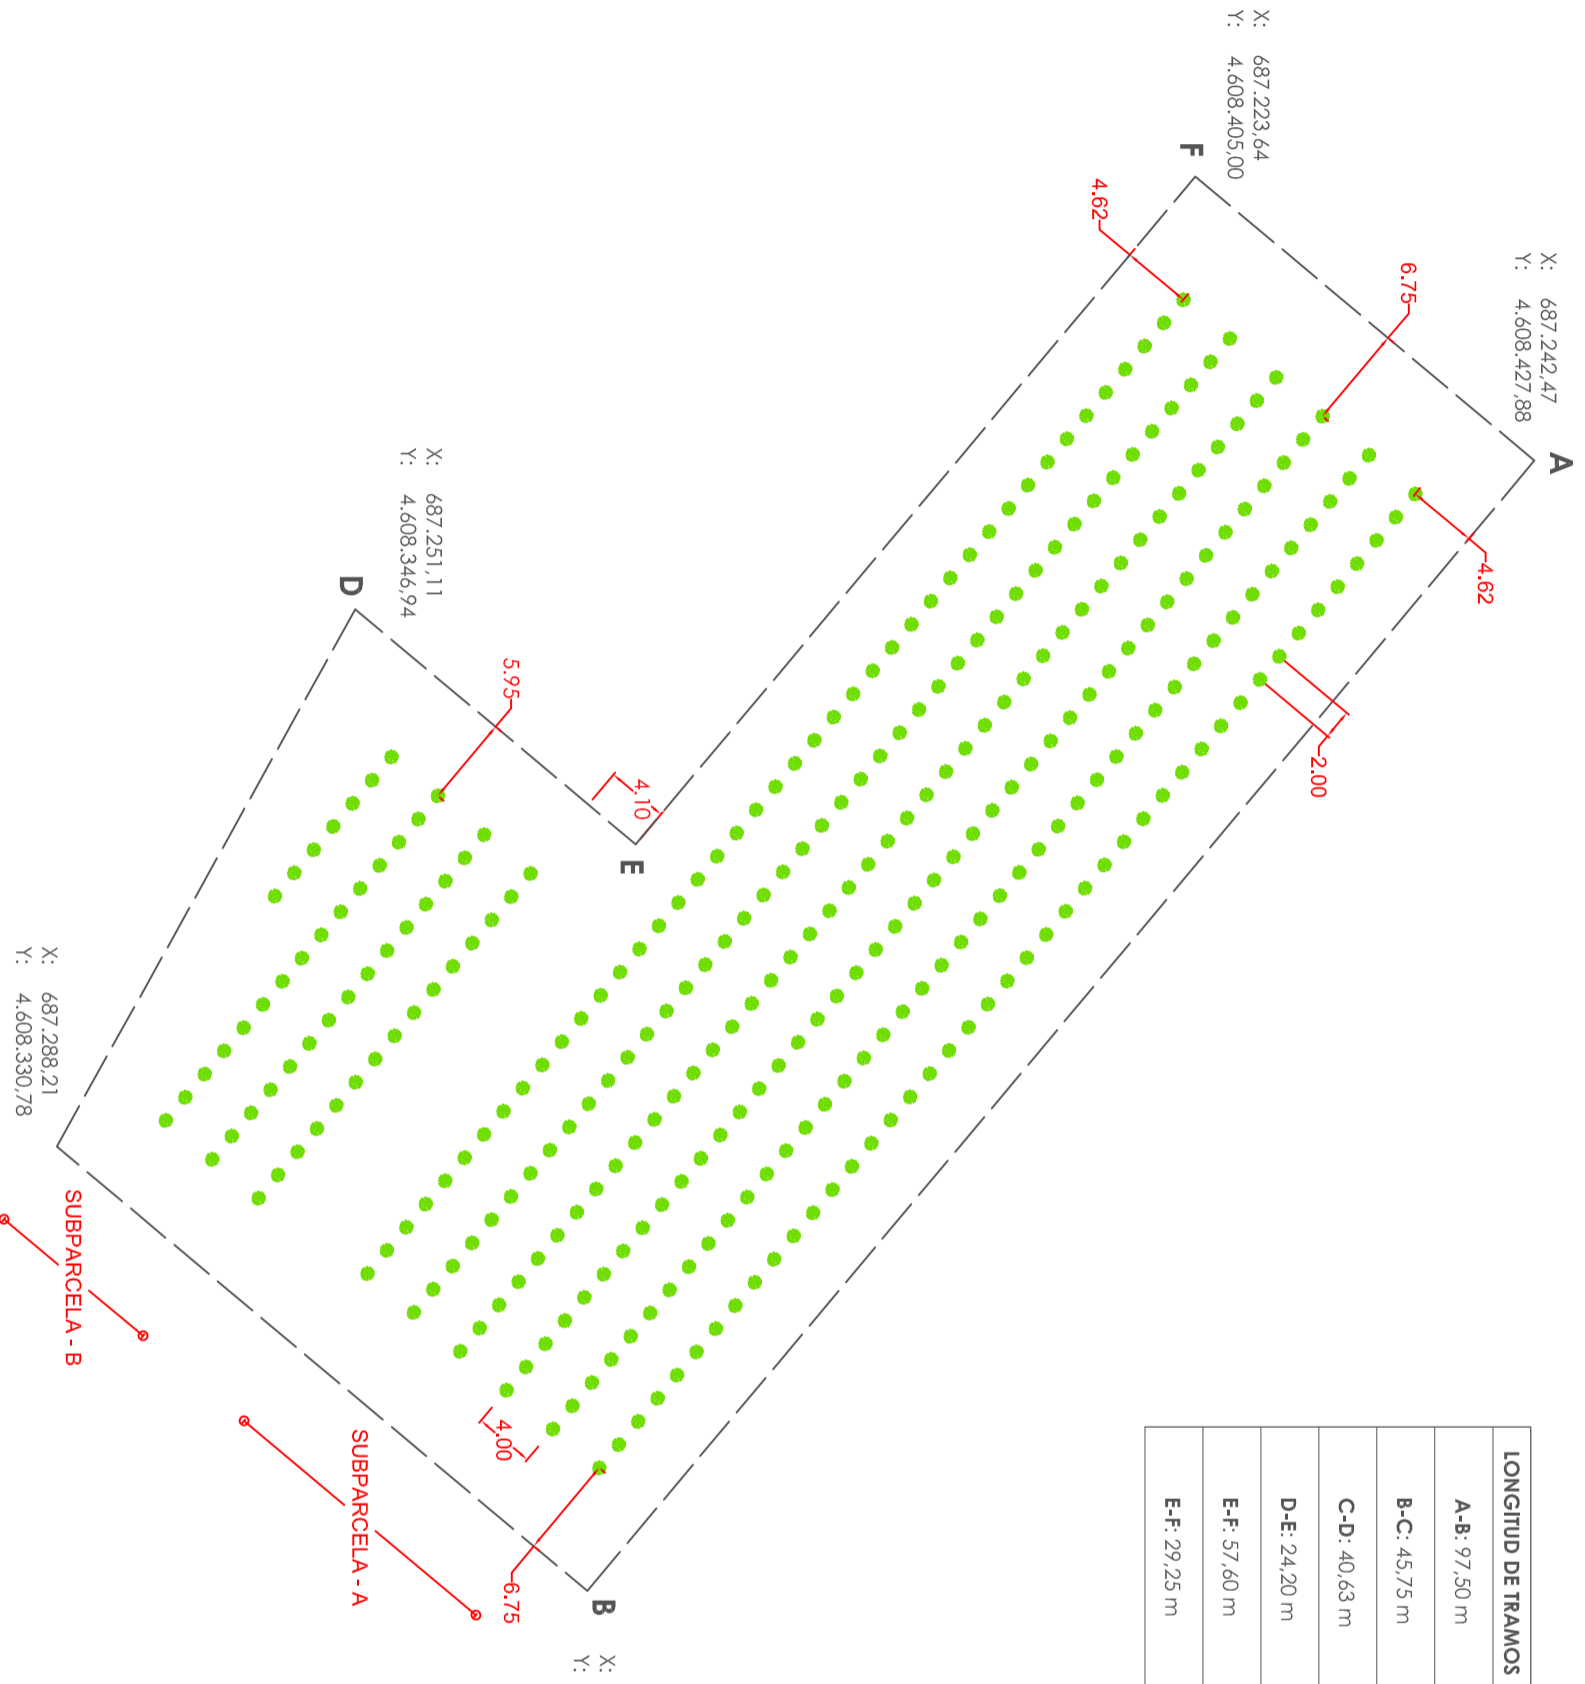 A
X: 687.242,47
Y: 4.608.427,88
X: 687.223,64
Y: 4.608.405,00
F
4.62
6.75
4.62
2.00
X: 687.251,11
Y: 4.608.346,94
D
5.95
4.10
E
X: 687.288,21
Y: 4.608.330,78
SUBPARCELA - B
SUBPARCELA - A
4.00
6.75
B
X:
Y:
LONGITUD DE TRAMOS
A-B: 97,50 m
B-C: 45,75 m
C-D: 40,63 m
D-E: 24,20 m
E-F: 57,60 m
E-F: 29,25 m